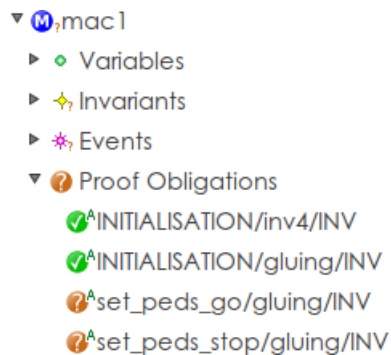 mac1
Variables
Invariants
Events
Proof Obligations
INITIALISATION/inv4/INV
INITIALISATION/gluing/INV
set_peds_go/gluing/INV
set_peds_stop/gluing/INV